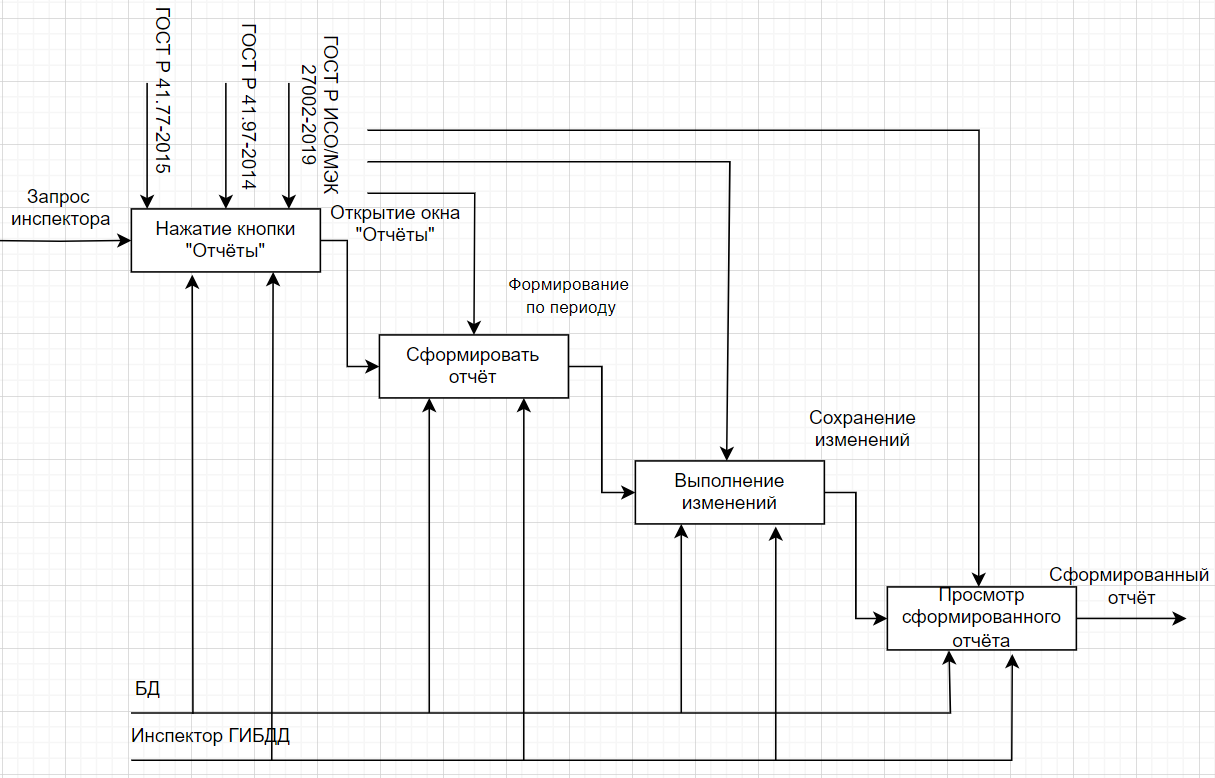 ГОСТ Р 41.77-2015
ГОСТ Р 41.97-2014
ГОСТ Р ИСО/МЭК
27002-2019
Запрос
инспектора
Нажатие кнопки
"Отчёты"
Открытие окна
"Отчёты"
Формирование
по периоду
Сформировать
отчёт
Сохранение
изменений
Выполнение
изменений
Сформированный
отчёт
Просмотр
сформированного
отчёта
БД
Инспектор ГИБДД